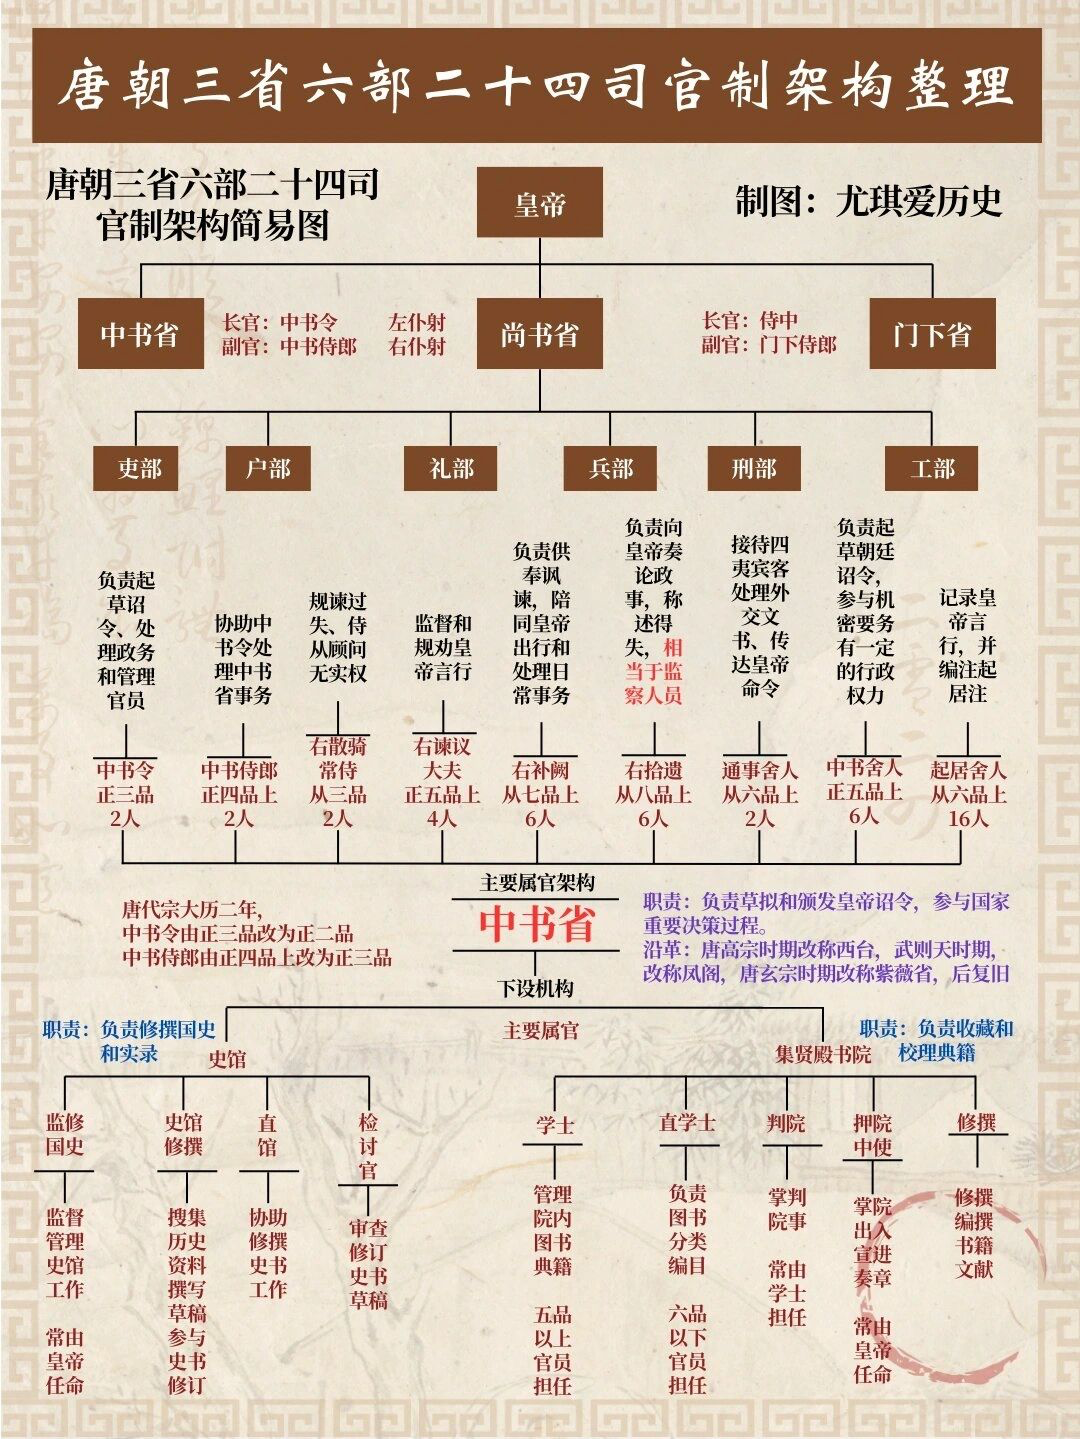 唐朝三省六部二十四司官制架构整理
唐朝三省六部二十四司
官制架构简易图
皇帝
制图：尤琪爱历史
中书省
长官：中书令
副官：中书侍郎
左仆射
右仆射
尚书省
长官：侍中
副官：门下侍郎
门下省
吏部
户部
礼部
兵部
刑部
工部
负责起
草诏
令、处
理政务
和管理
官员
中书令
正三品
2人
协助中
书令处
理中书
省事务
中书侍郎
正四品上
2人
规谏过
失、侍
从顾问
无实权
右散骑
常侍
从三品
2人
监督和
规劝皇
帝言行
右谏议
大夫
正五品上
4人
负责供
奉讽
谏，陪
同皇帝
出行和
处理日
常事务
右补阙
从七品上
6人
负责向
皇帝奏
论政
事，称
述得
失，相
当于监
察人员
右拾遗
从八品上
6人
接待四
夷宾客
处理外
交文
书、传
达皇帝
命令
通事舍人
从六品上
2人
负责起
草朝廷
诏令，
参与机
密要务
有一定
的行政
权力
中书舍人
正五品上
6人
记录皇
帝言
行，并
编注起
居注
起居舍人
从六品上
16人
主要属官架构
中书省
下设机构
唐代宗大历二年，
中书令由正三品改为正二品
中书侍郎由正四品上改为正三品
职责：负责草拟和颁发皇帝诏令，参与国家
重要决策过程。
沿革：唐高宗时期改称西台，武则天时期，
改称凤阁，唐玄宗时期改称紫薇省，后复旧
职责：负责修撰国史
和实录
史馆
主要属官
集贤殿书院
职责：负责收藏和
校理典籍
监修
国史
监督
管理
史馆
工作
常由
皇帝
任命
史馆
修撰
搜集
历史
资料
撰写
草稿
参与
史书
修订
直
馆
协助
修撰
史书
工作
检
讨
官
审查
修订
史书
草稿
学士
管理
院内
图书
典籍
五品
以上
官员
担任
直学士
负责
图书
分类
编目
六品
以下
官员
担任
判院
掌判
院事
常由
学士
担任
押院
中使
掌院
出入
宣进
奏章
常由
皇帝
任命
修撰
修撰
编撰
书籍
文献